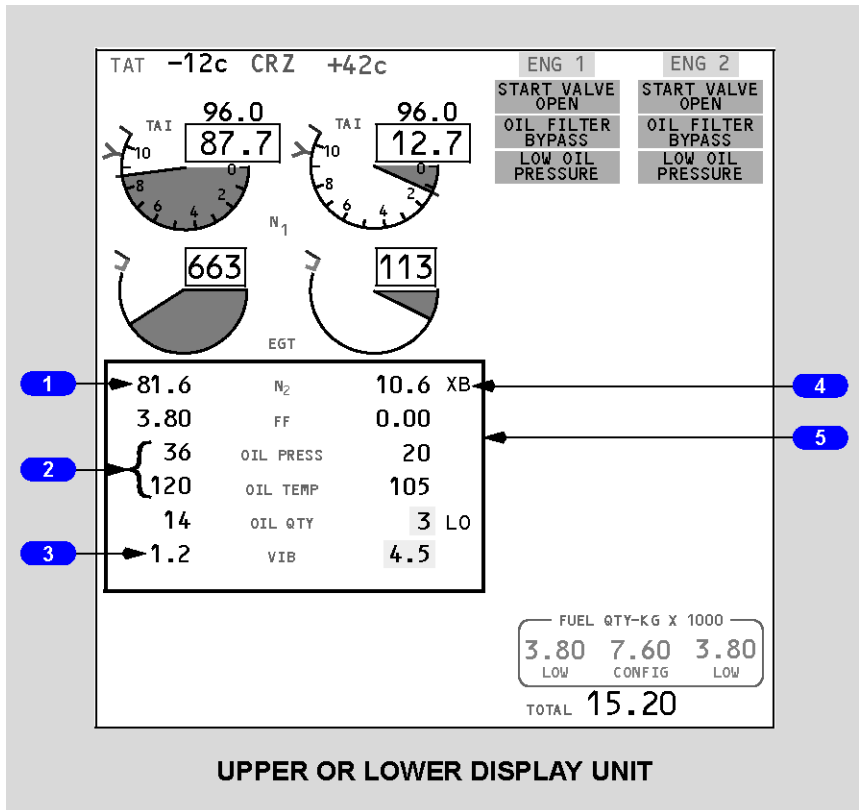 TAT -12c CRZ +42c
ENG 1 ENG 2
START VALVE OPEN START VALVE OPEN
OIL FILTER BYPASS OIL FILTER BYPASS
LOW OIL PRESSURE LOW OIL PRESSURE
96.0 96.0
TAI 87.7 TAI 12.7
10 8 6 4 2 0 10 8 6 4 2 0
N1
663 113
EGT
1 81.6 N2 10.6 XB 4
3.80 FF 0.00
5
2 36 OIL PRESS 20
120 OIL TEMP 105
14 OIL QTY 3 LO
3 1.2 VIB 4.5
FUEL QTY-KG X 1000
3.80 7.60 3.80
LOW CONFIG LOW
TOTAL 15.20
UPPER OR LOWER DISPLAY UNIT